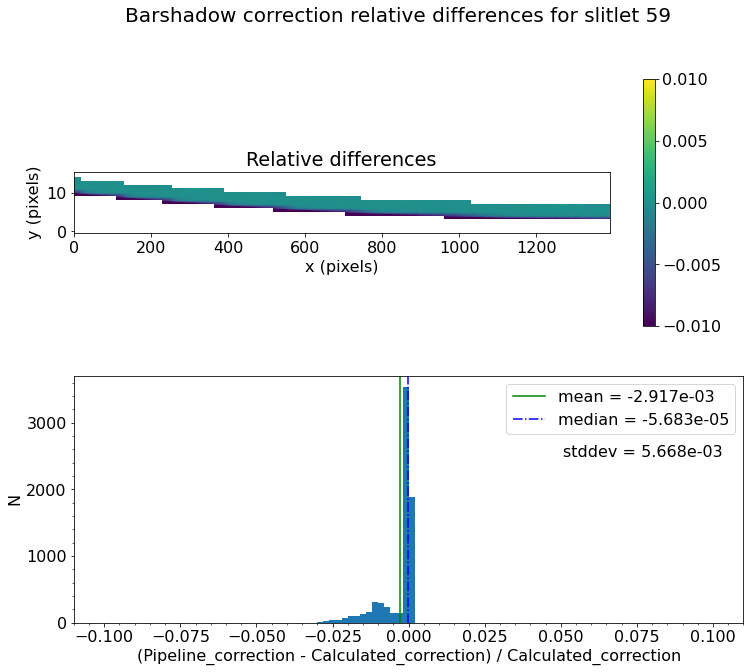 Barshadow correction relative differences for slitlet 59
Relative differences
y (pixels)
10
0
0 200 400 600 800 1000 1200
x (pixels)
0.010
0.005
0.000
−0.005
−0.010
N
3000
2000
1000
0
mean = -2.917e-03
median = -5.683e-05
stddev = 5.668e-03
−0.100 −0.075 −0.050 −0.025 0.000 0.025 0.050 0.075 0.100
(Pipeline_correction - Calculated_correction) / Calculated_correction